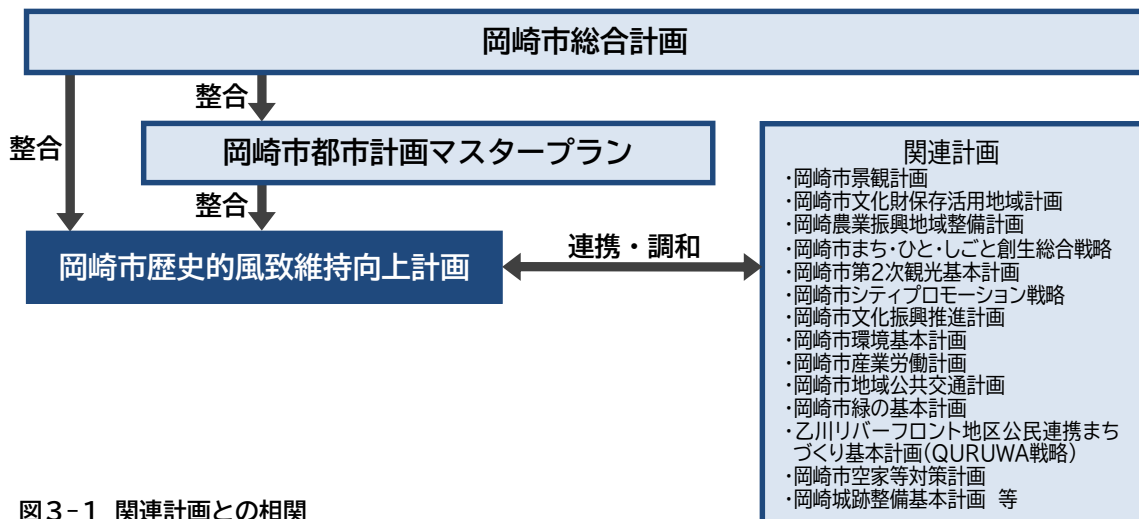 岡崎市総合計画
整合
整合
岡崎市都市計画マスタープラン
整合
岡崎市歴史的風致維持向上計画
連携・調和
関連計画
・岡崎市景観計画
・岡崎市文化財保存活用地域計画
・岡崎農業振興地域整備計画
・岡崎市まち・ひと・しごと創生総合戦略
・岡崎市第2次観光基本計画
・岡崎市シティプロモーション戦略
・岡崎市文化振興推進計画
・岡崎市環境基本計画
・岡崎市産業労働計画
・岡崎市地域公共交通計画
・岡崎市緑の基本計画
・乙川リバーフロント地区公民連携まち
づくり基本計画(QURUWA戦略)
・岡崎市空家等対策計画
・岡崎城跡整備基本計画 等
図3-1 関連計画との相関